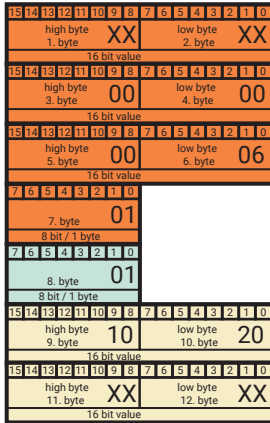 15 14 13 12 11 10 9 8 7 6 5 4 3 2 1 0
high byte XX low byte XX
1. byte 2. byte
16 bit value
15 14 13 12 11 10 9 8 7 6 5 4 3 2 1 0
high byte 00 low byte 00
3. byte 4. byte
16 bit value
15 14 13 12 11 10 9 8 7 6 5 4 3 2 1 0
high byte 00 low byte 06
5. byte 6. byte
16 bit value
7 6 5 4 3 2 1 0
7. byte 01
8 bit / 1 byte
7 6 5 4 3 2 1 0
8. byte 01
8 bit / 1 byte
15 14 13 12 11 10 9 8 7 6 5 4 3 2 1 0
high byte 10 low byte 20
9. byte 10. byte
16 bit value
15 14 13 12 11 10 9 8 7 6 5 4 3 2 1 0
high byte XX low byte XX
11. byte 12. byte
16 bit value